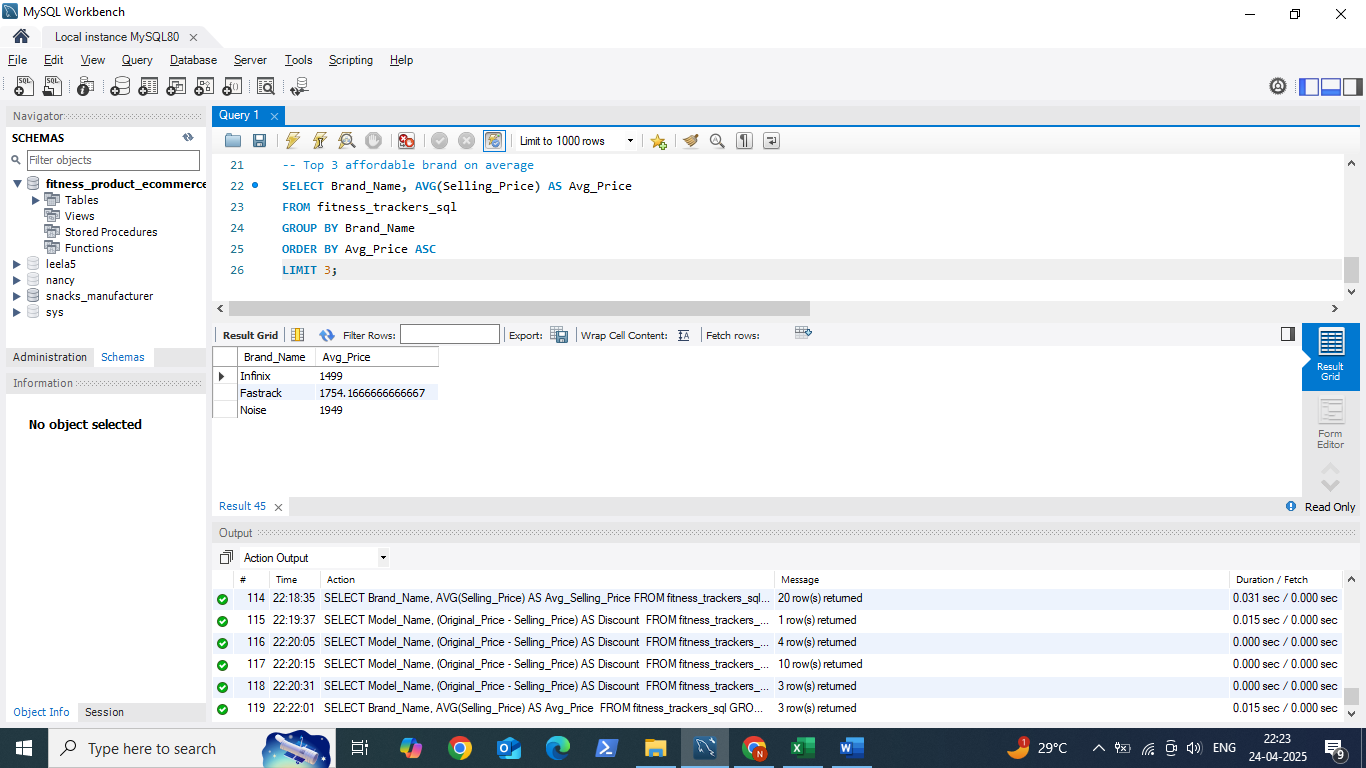 MySQL Workbench
Local instance MySQL80
File Edit View Query Database Server Tools Scripting Help
Navigator
SCHEMAS
Filter objects
fitness_product_ecommerce
Tables
Views
Stored Procedures
Functions
leela5
nancy
snacks_manufacturer
sys
Administration Schemas
Information
No object selected
Object Info Session
Query 1
Limit to 1000 rows
21 -- Top 3 affordable brand on average
22 SELECT Brand_Name, AVG(Selling_Price) AS Avg_Price
23 FROM fitness_trackers_sql
24 GROUP BY Brand_Name
25 ORDER BY Avg_Price ASC
26 LIMIT 3;
Result Grid Filter Rows: Export: Wrap Cell Content: Fetch rows:
Brand_Name Avg_Price
Infinix 1499
Fastrack 1754.1666666666667
Noise 1949
Result Grid
Form Editor
Result 45
Read Only
Output
Action Output
# Time Action Message Duration / Fetch
114 22:18:35 SELECT Brand_Name, AVG(Selling_Price) AS Avg_Selling_Price FROM fitness_trackers_sql... 20 row(s) returned 0.031 sec / 0.000 sec
115 22:19:37 SELECT Model_Name, (Original_Price - Selling_Price) AS Discount FROM fitness_trackers_... 1 row(s) returned 0.015 sec / 0.000 sec
116 22:20:05 SELECT Model_Name, (Original_Price - Selling_Price) AS Discount FROM fitness_trackers_... 4 row(s) returned 0.000 sec / 0.000 sec
117 22:20:15 SELECT Model_Name, (Original_Price - Selling_Price) AS Discount FROM fitness_trackers_... 10 row(s) returned 0.000 sec / 0.000 sec
118 22:20:31 SELECT Model_Name, (Original_Price - Selling_Price) AS Discount FROM fitness_trackers_... 3 row(s) returned 0.000 sec / 0.000 sec
119 22:22:01 SELECT Brand_Name, AVG(Selling_Price) AS Avg_Price FROM fitness_trackers_sql GRO... 3 row(s) returned 0.015 sec / 0.000 sec
Type here to search
1
29°C
ENG
22:23
24-04-2025
9